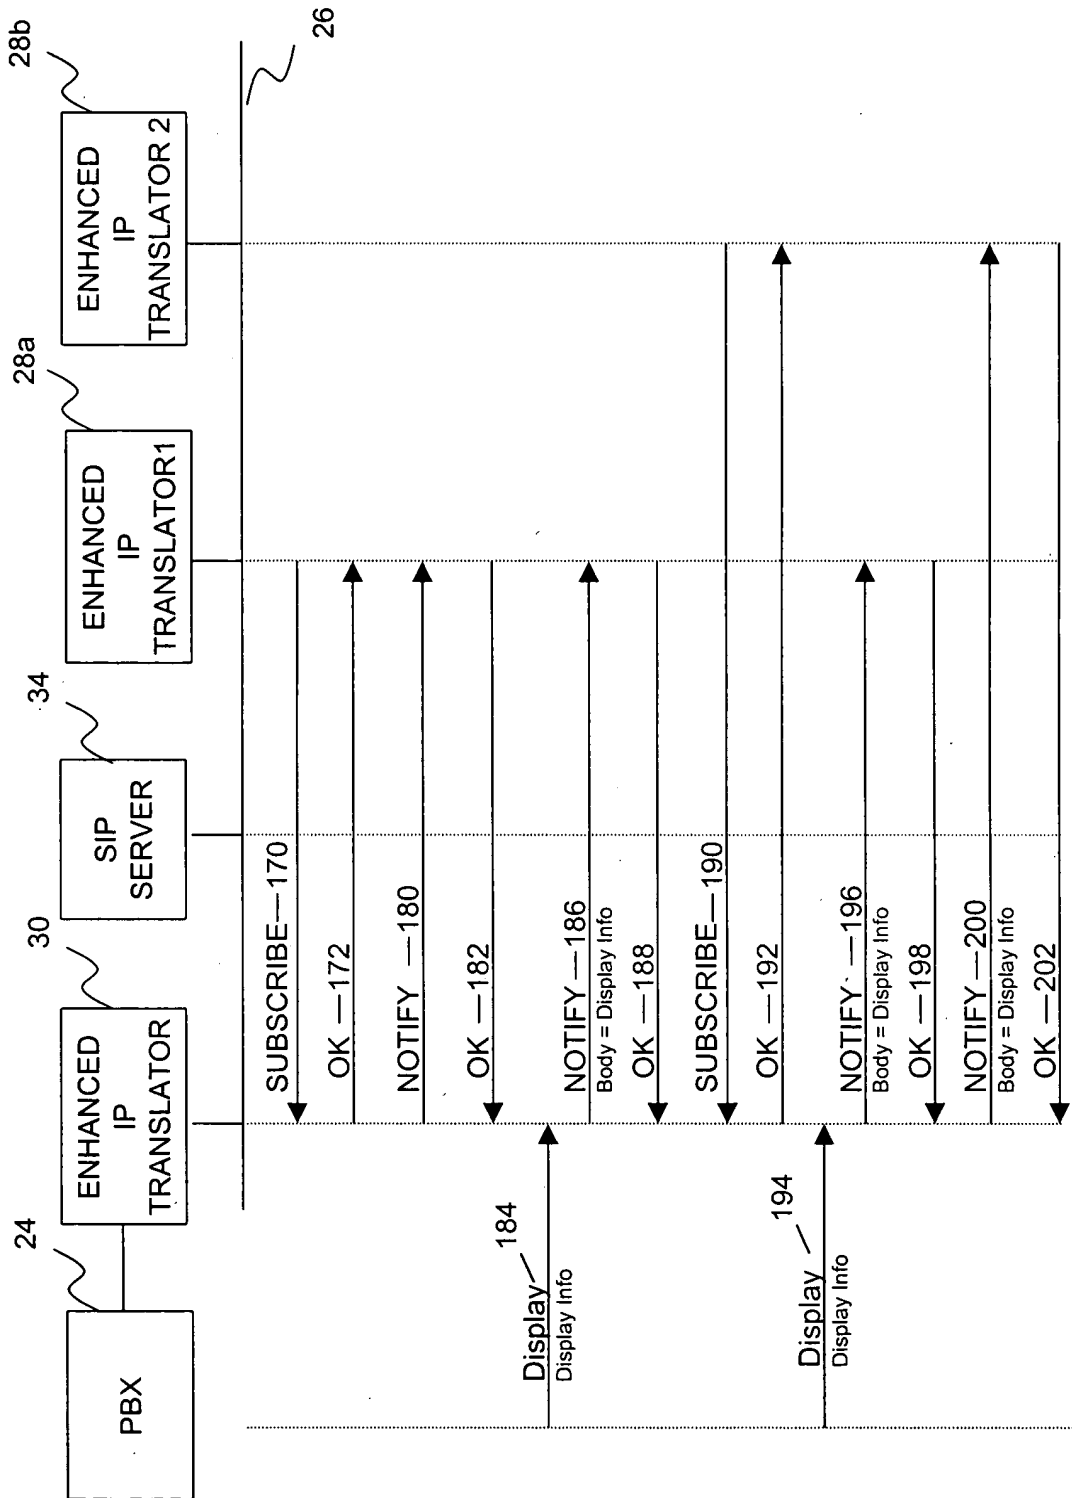 24
30
34
28a
28b
PBX
ENHANCED
IP
TRANSLATOR
SIP
SERVER
ENHANCED
IP
TRANSLATOR1
ENHANCED
IP
TRANSLATOR 2
26
SUBSCRIBE—170
OK —172
NOTIFY —180
OK —182
Display 184
Display Info
NOTIFY —186
Body = Display Info
OK —188
SUBSCRIBE—190
OK —192
Display 194
Display Info
NOTIFY —196
Body = Display Info
OK —198
NOTIFY —200
Body = Display Info
OK —202